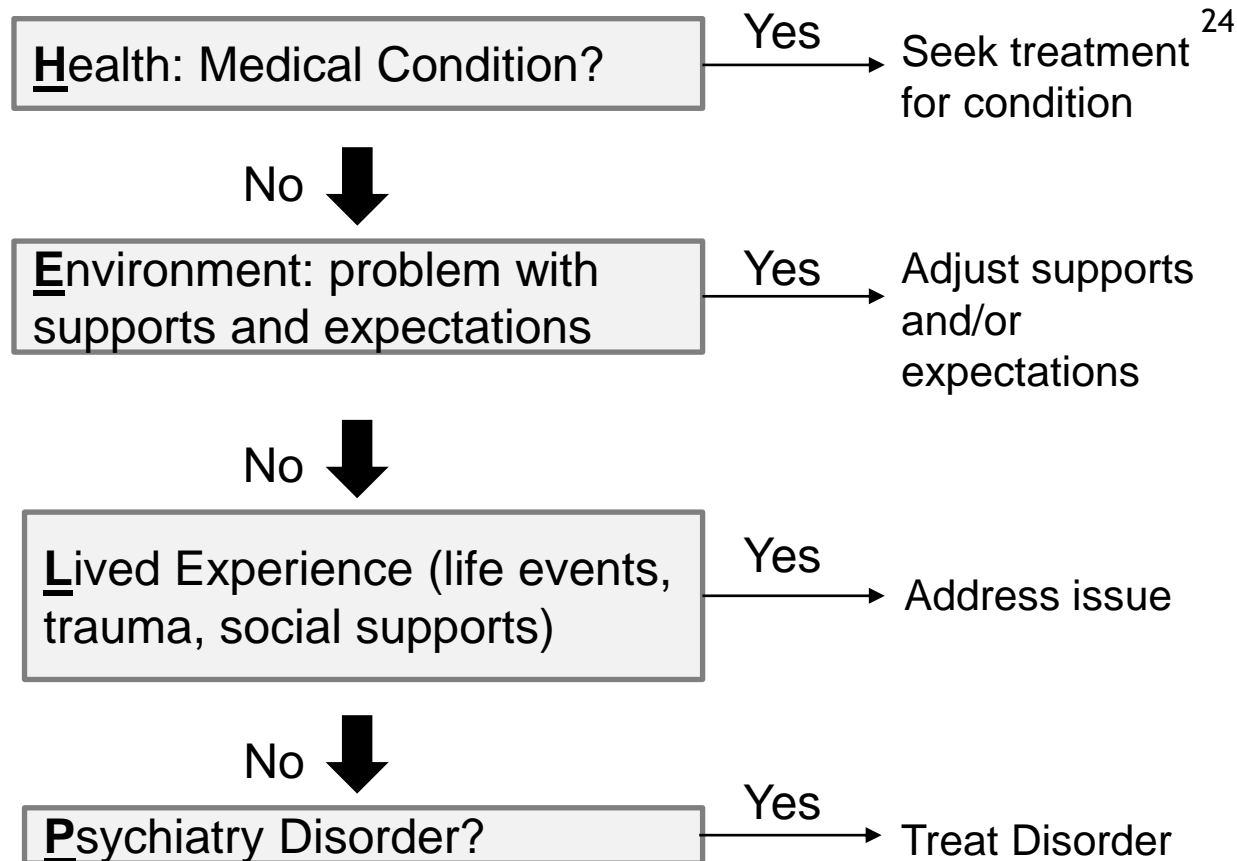 24
Health: Medical Condition?
Yes
Seek treatment
for condition
No
Environment: problem with
supports and expectations
Yes
Adjust supports
and/or
expectations
No
Lived Experience (life events,
trauma, social supports)
Yes
Address issue
No
Psychiatry Disorder?
Yes
Treat Disorder